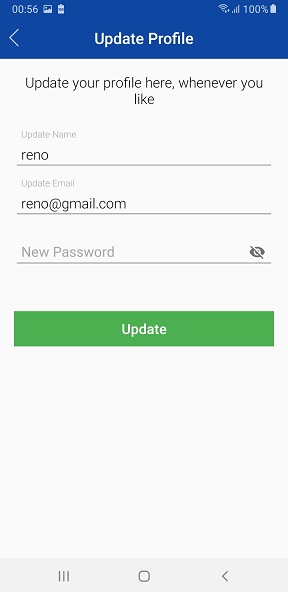 00:56 100%
Update Profile
Update your profile here, whenever you
like
Update Name
reno
Update Email
reno@gmail.com
New Password
Update